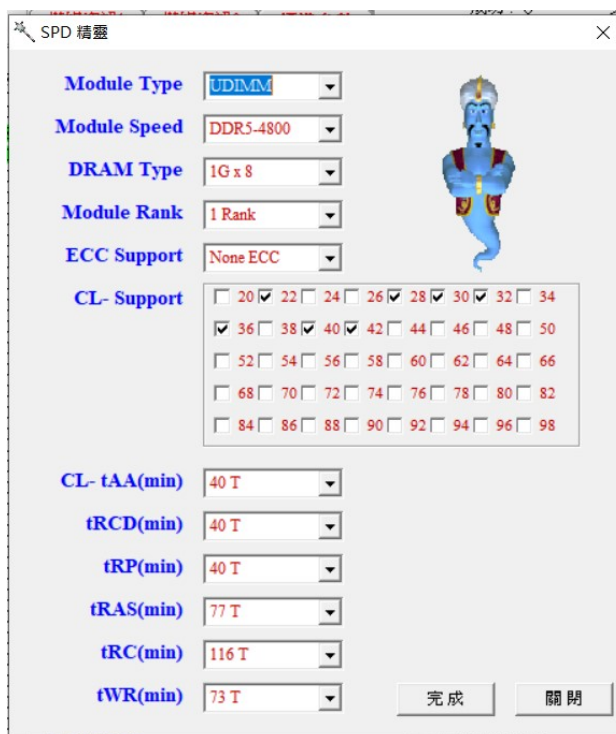 SPD 精靈
Module Type UDIMM
Module Speed DDR5-4800
DRAM Type 1G x 8
Module Rank 1 Rank
ECC Support None ECC
CL- Support 20 22 24 26 28 30 32 34
36 38 40 42 44 46 48 50
52 54 56 58 60 62 64 66
68 70 72 74 76 78 80 82
84 86 88 90 92 94 96 98
CL- tAA(min) 40 T
tRCD(min) 40 T
tRP(min) 40 T
tRAS(min) 77 T
tRC(min) 116 T
tWR(min) 73 T
完成 關閉